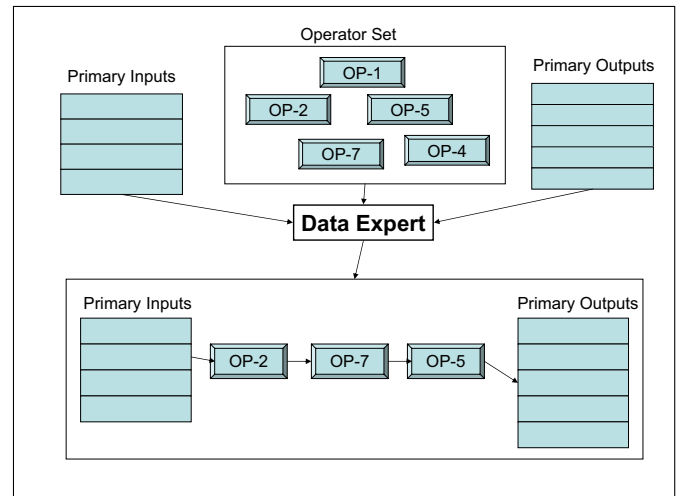 Operator Set
Primary Inputs
Primary Outputs
OP-1
OP-2
OP-5
OP-7
OP-4
Data Expert
Primary Inputs
Primary Outputs
OP-2
OP-7
OP-5